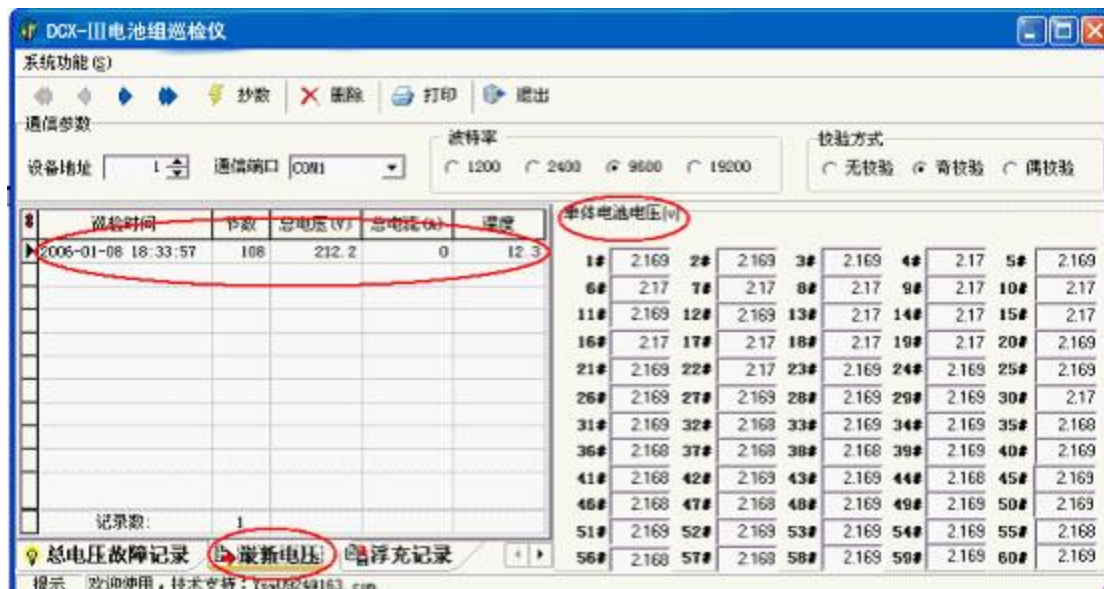 DCX-III电池组巡检仪
系统功能(S)
抄数 删除 打印 退出
通信参数
设备地址 1 通信端口 COM1
波特率
1200 2400 9600 19200
校验方式
无校验 奇校验 偶校验
巡检时间 节数 总电压(V) 总电流(A) 温度
2006-01-08 18:33:57 108 232.2 0 12.3
记录数: 1
总电压故障记录 最新电压 浮充记录
单体电池电压[v]
1# 2.169 2# 2.169 3# 2.169 4# 2.17 5# 2.169
6# 2.17 7# 2.17 8# 2.17 9# 2.17 10# 2.17
11# 2.169 12# 2.169 13# 2.17 14# 2.17 15# 2.17
16# 2.17 17# 2.17 18# 2.17 19# 2.17 20# 2.169
21# 2.169 22# 2.17 23# 2.169 24# 2.169 25# 2.169
26# 2.169 27# 2.169 28# 2.169 29# 2.169 30# 2.17
31# 2.169 32# 2.168 33# 2.169 34# 2.169 35# 2.168
36# 2.168 37# 2.168 38# 2.168 39# 2.169 40# 2.169
41# 2.168 42# 2.169 43# 2.169 44# 2.168 45# 2.169
46# 2.168 47# 2.168 48# 2.169 49# 2.169 50# 2.169
51# 2.169 52# 2.169 53# 2.169 54# 2.169 55# 2.168
56# 2.168 57# 2.168 58# 2.169 59# 2.169 60# 2.169
提示 欢迎使用，技术支持：